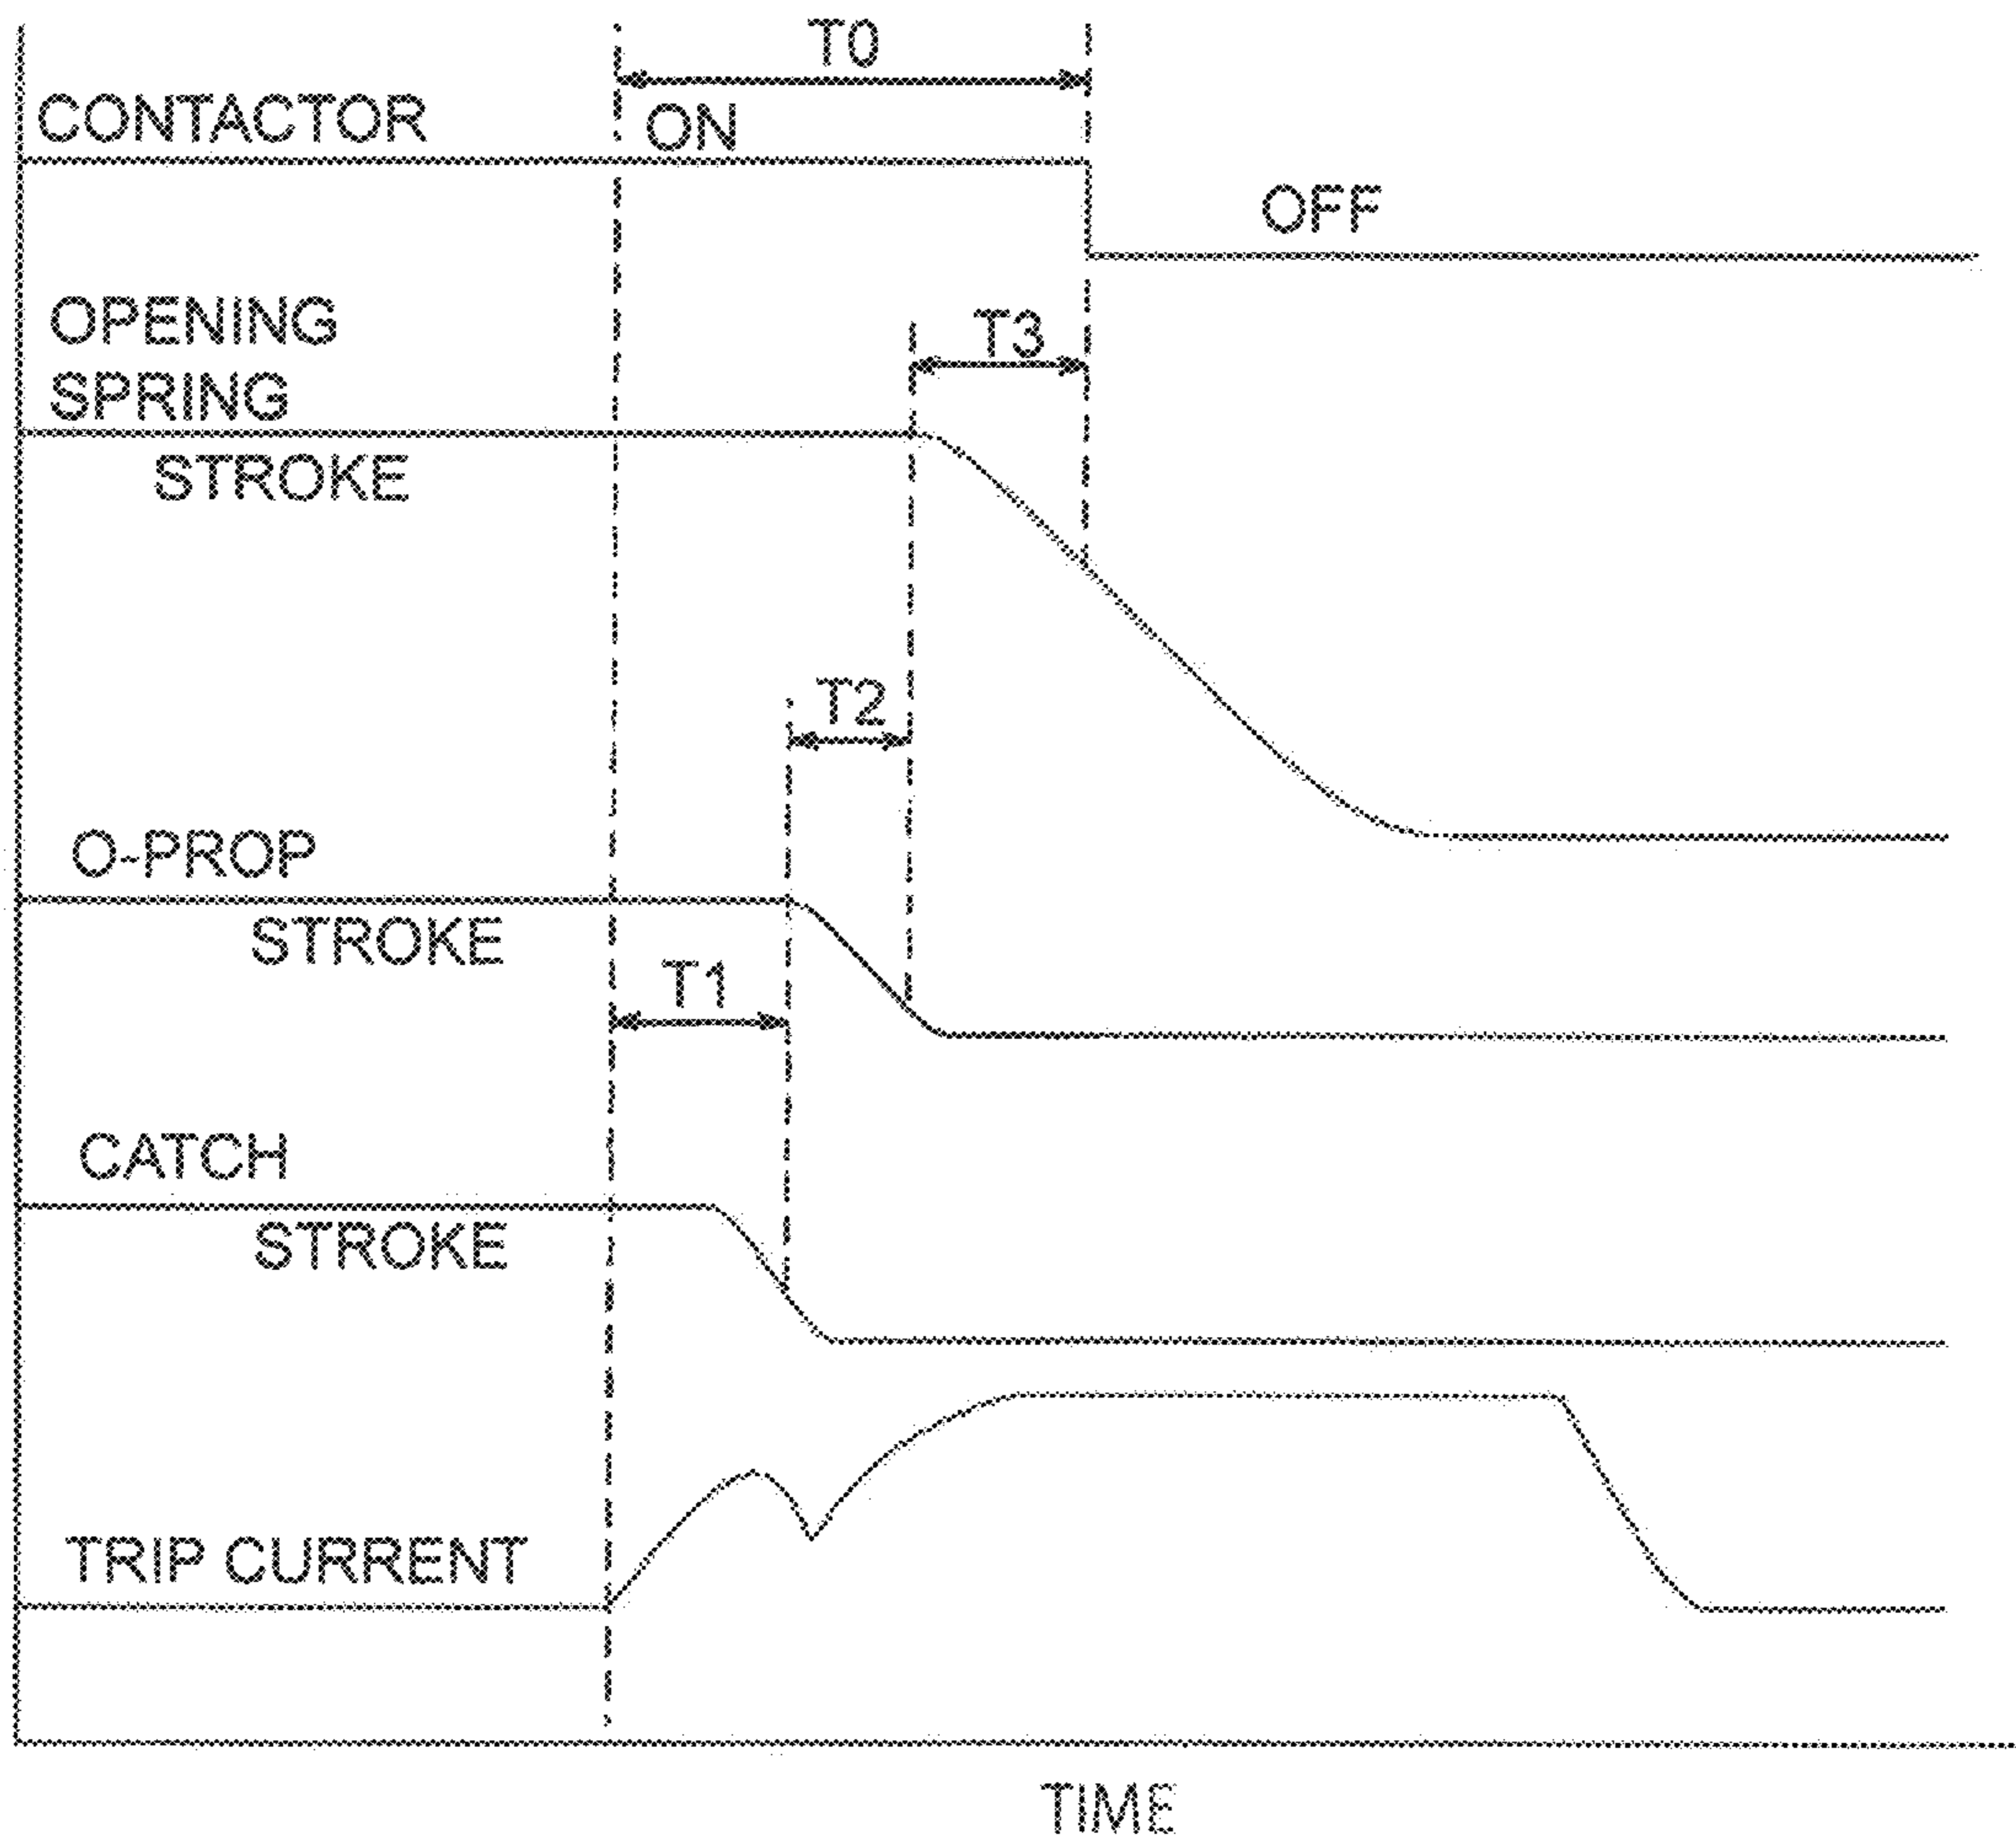 T0
CONTACTOR
ON
OFF
OPENING
SPRING
T3
STROKE
T2
O-PROP
STROKE
T1
CATCH
STROKE
TRIP CURRENT
TIME